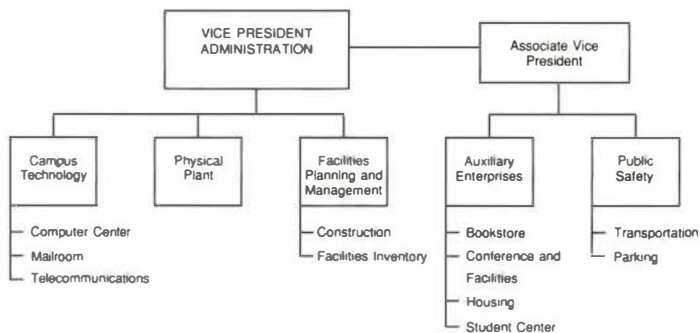 VICE PRESIDENT
ADMINISTRATION
Associate Vice
President
Campus
Technology
Physical
Plant
Facilities
Planning and
Management
Auxiliary
Enterprises
Public
Safety
Computer Center
Mailroom
Telecommunications
Construction
Facilities Inventory
Bookstore
Conference and
Facilities
Housing
Student Center
Transportation
Parking